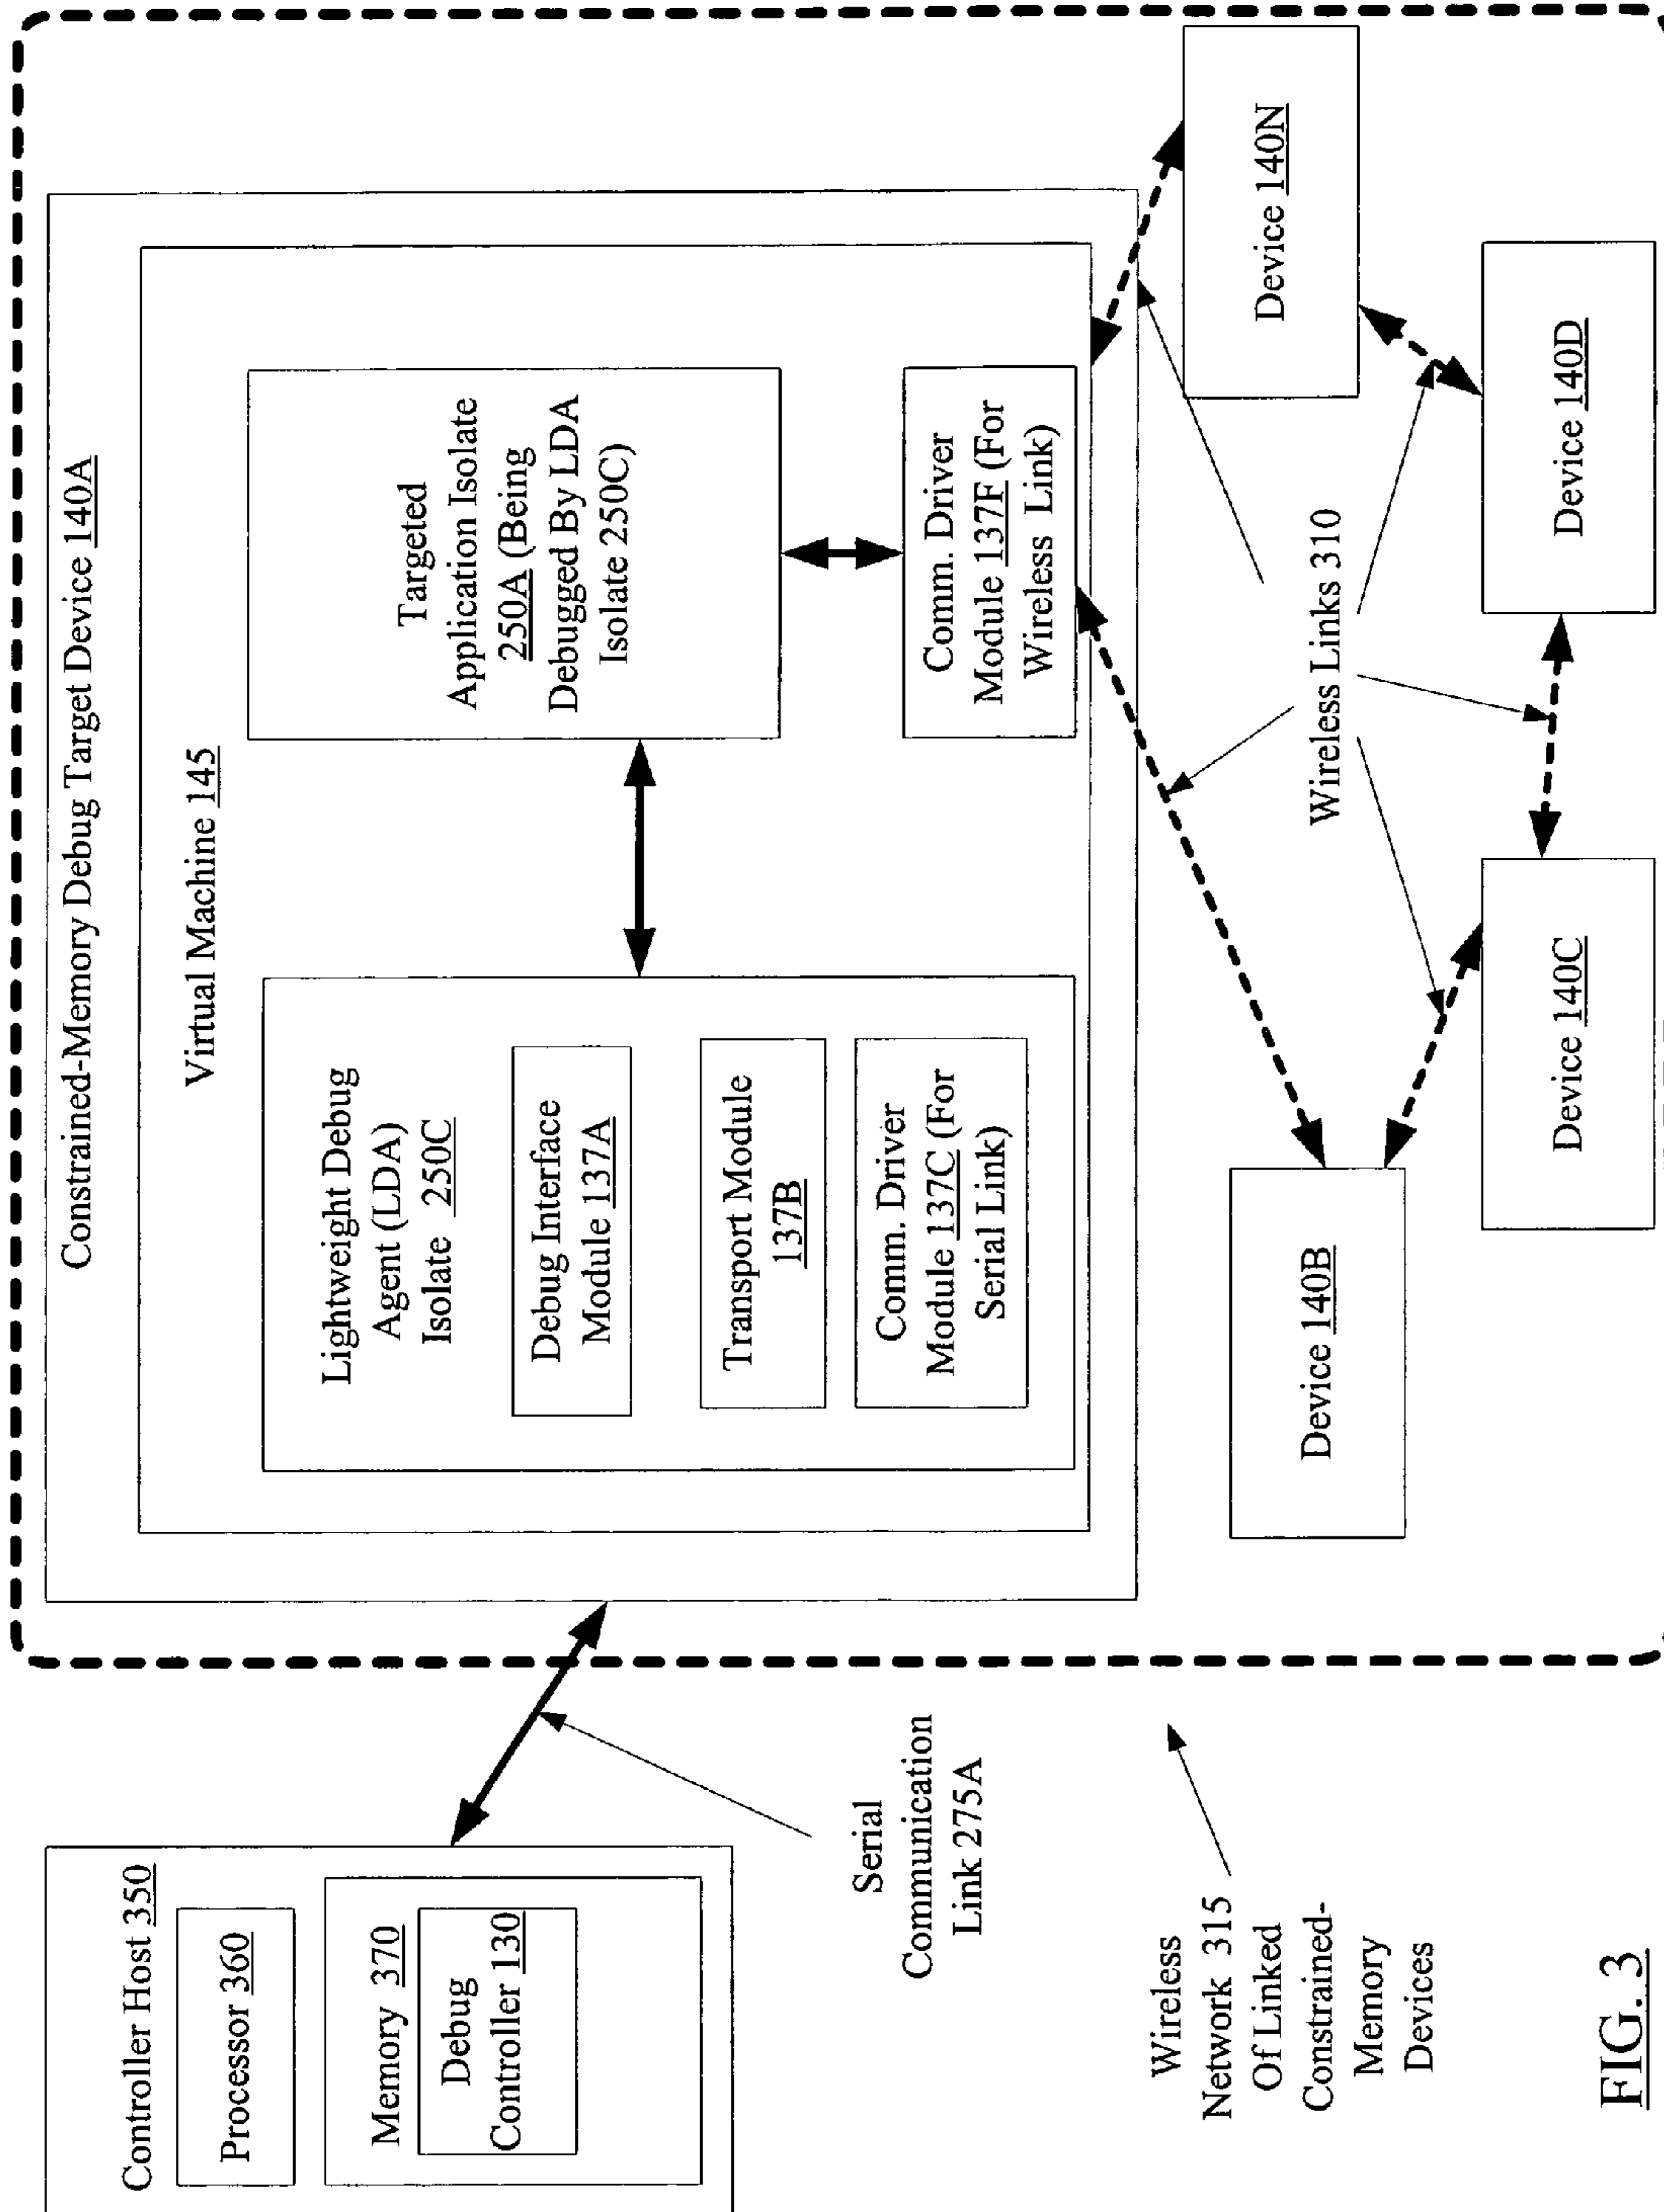 Controller Host 350
Processor 360
Memory 370
Debug
Controller 130
Serial
Communication
Link 275A
Wireless
Network 315
Of Linked
Constrained-
Memory
Devices
Constrained-Memory Debug Target Device 140A
Virtual Machine 145
Lightweight Debug
Agent (LDA)
Isolate 250C
Debug Interface
Module 137A
Transport Module
137B
Comm. Driver
Module 137C (For
Serial Link)
Targeted
Application Isolate
250A (Being
Debugged By LDA
Isolate 250C)
Comm. Driver
Module 137F (For
Wireless Link)
Wireless Links 310
Device 140B
Device 140C
Device 140D
Device 140N
FIG. 3